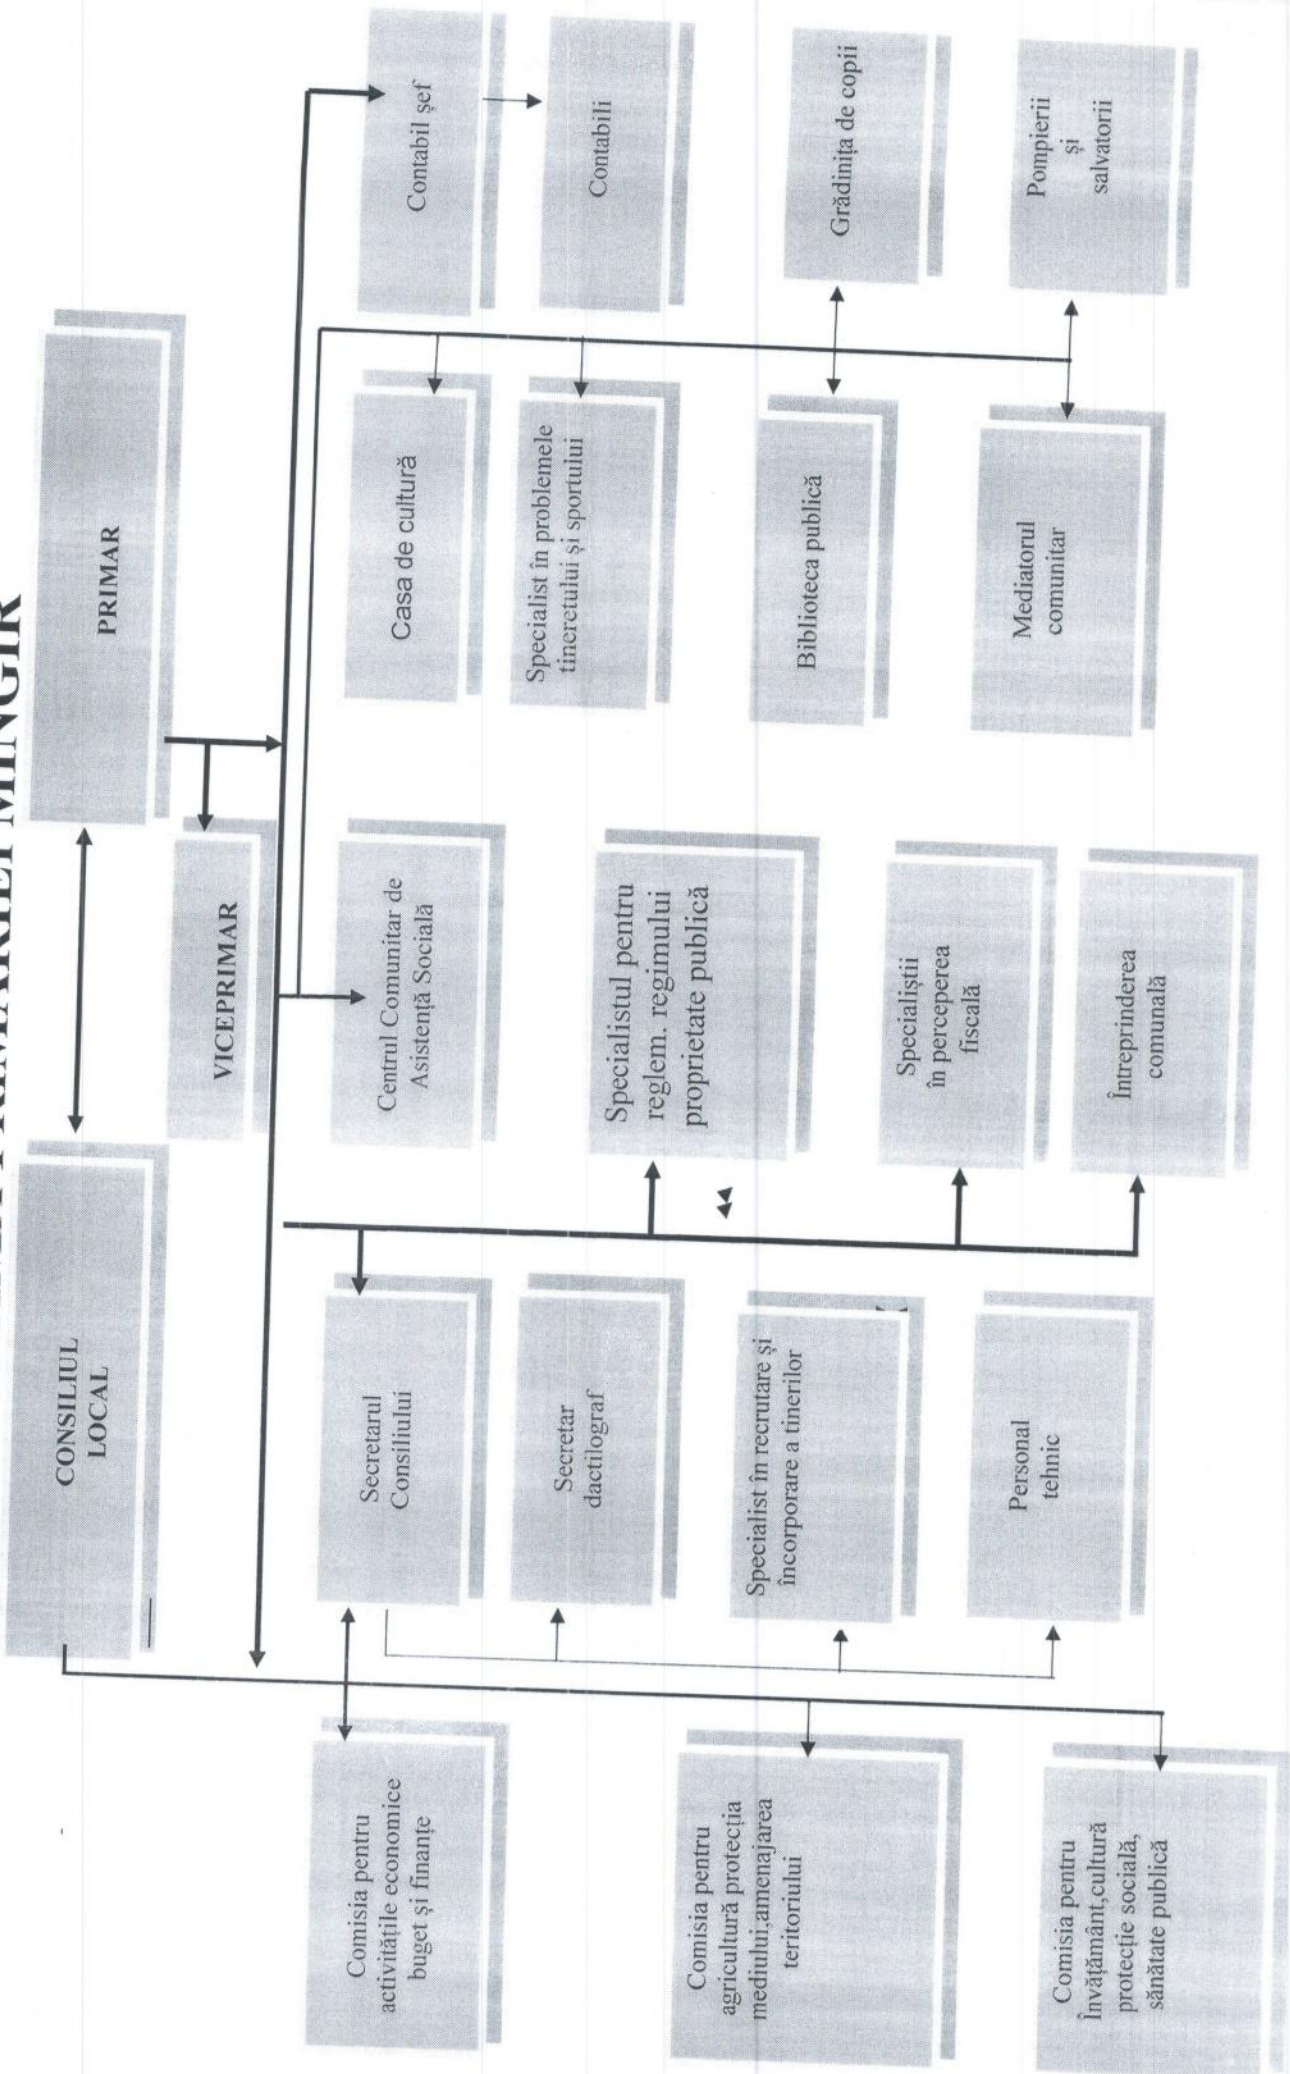 PRIMĂRIEI MINGIR
CONSILIUL
LOCAL
PRIMAR
VICEPRIMAR
Comisia pentru
activitățile economice
buget și finanțe
Secretarul
Consiliului
Centrul Comunitar de
Asistență Socială
Casa de cultură
Contabil șef
Secretar
dactilograf
Specialist în problemele
tineretului și sportului
Contabili
Comisia pentru
agricultură protecția
mediului,amenajarea
teritoriului
Specialist în recrutare și
încorporare a tinerilor
Specialistul pentru
reglem. regimului
proprietate publică
Biblioteca publică
Grădinița de copii
Specialiștii
în perceperea
fiscală
Comisia pentru
Învățământ,cultură
protecție socială,
sănătate publică
Personal
tehnic
Întreprinderea
comunală
Mediatorul
comunitar
Pompierii
și
salvatorii